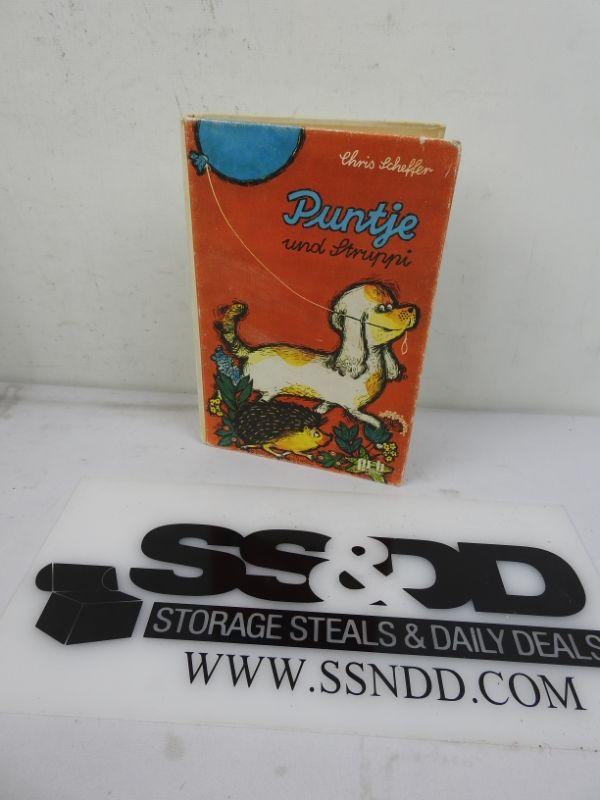 Chris Scheffer
Puntje
und Struppi
SS&DD
STORAGE STEALS & DAILY DEALS
WWW.SSNDD.COM